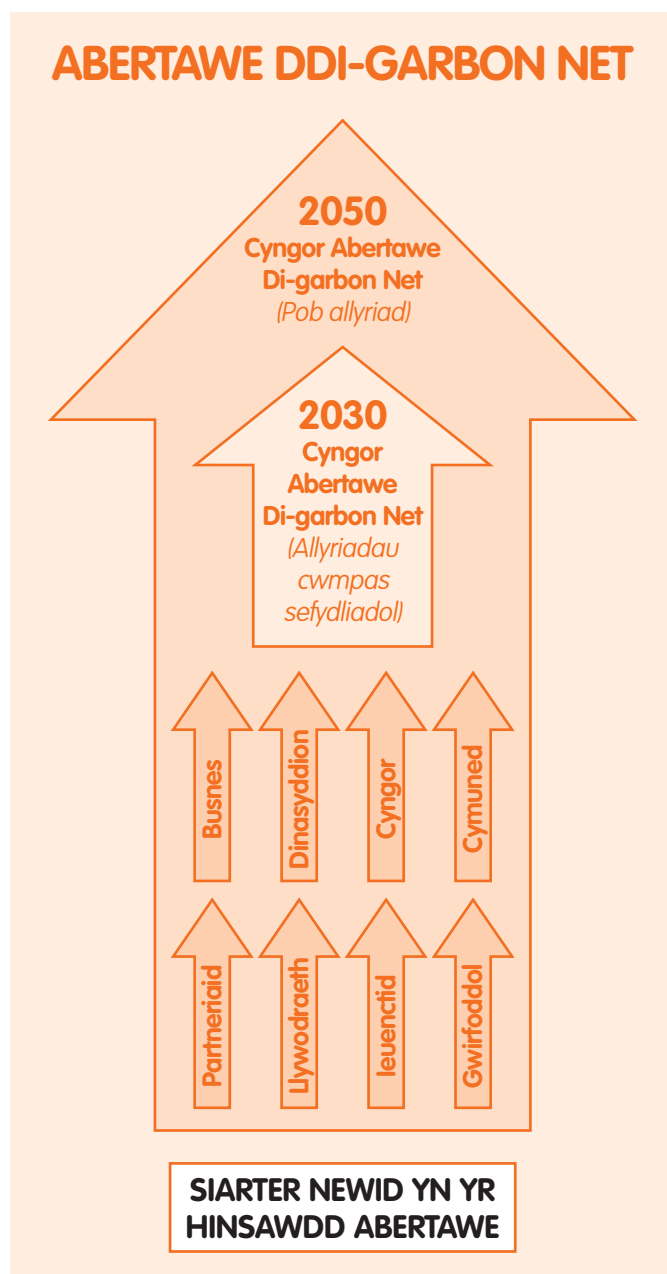 ABERTAWE DDI-GARBON NET
2050
Cyngor Abertawe
Di-garbon Net
(Pob allyriad)
2030
Cyngor
Abertawe
Di-garbon Net
(Allyriadau
cwmpas
sefydliadol)
Busnes
Dinasyddion
Cyngor
Cymuned
Partneriaid
Llywodraeth
Ieuenctid
Gwirfoddol
SIARTER NEWID YN YR
HINSAWDD ABERTAWE